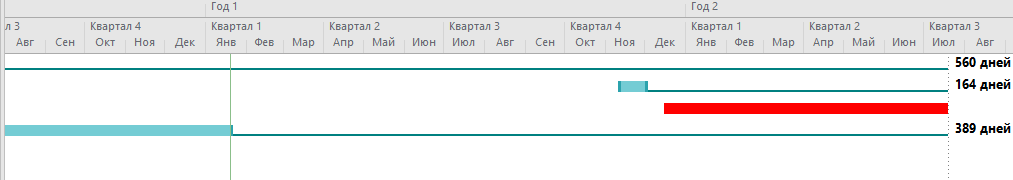 Год 1 Год 2
л 3 Квартал 4 Квартал 1 Квартал 2 Квартал 3 Квартал 4 Квартал 1 Квартал 2 Квартал 3
Авг Сен Окт Ноя Дек Янв Фев Мар Апр Май Июн Июл Авг Сен Окт Ноя Дек Янв Фев Мар Апр Май Июн Июл Авг
560 дней
164 дней
389 дней